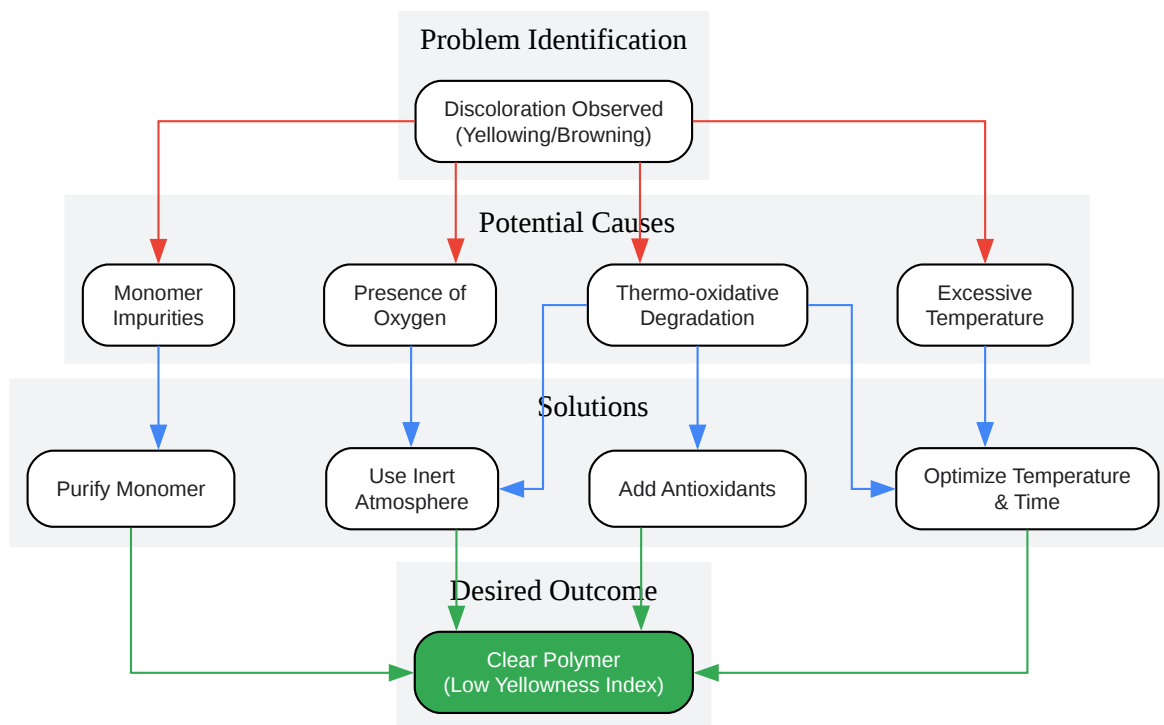 Problem Identification
Discoloration Observed
(Yellowing/Browning)
Potential Causes
Monomer
Impurities
Presence of
Oxygen
Thermo-oxidative
Degradation
Excessive
Temperature
Solutions
Purify Monomer
Use Inert
Atmosphere
Add Antioxidants
Optimize Temperature
& Time
Desired Outcome
Clear Polymer
(Low Yellowness Index)